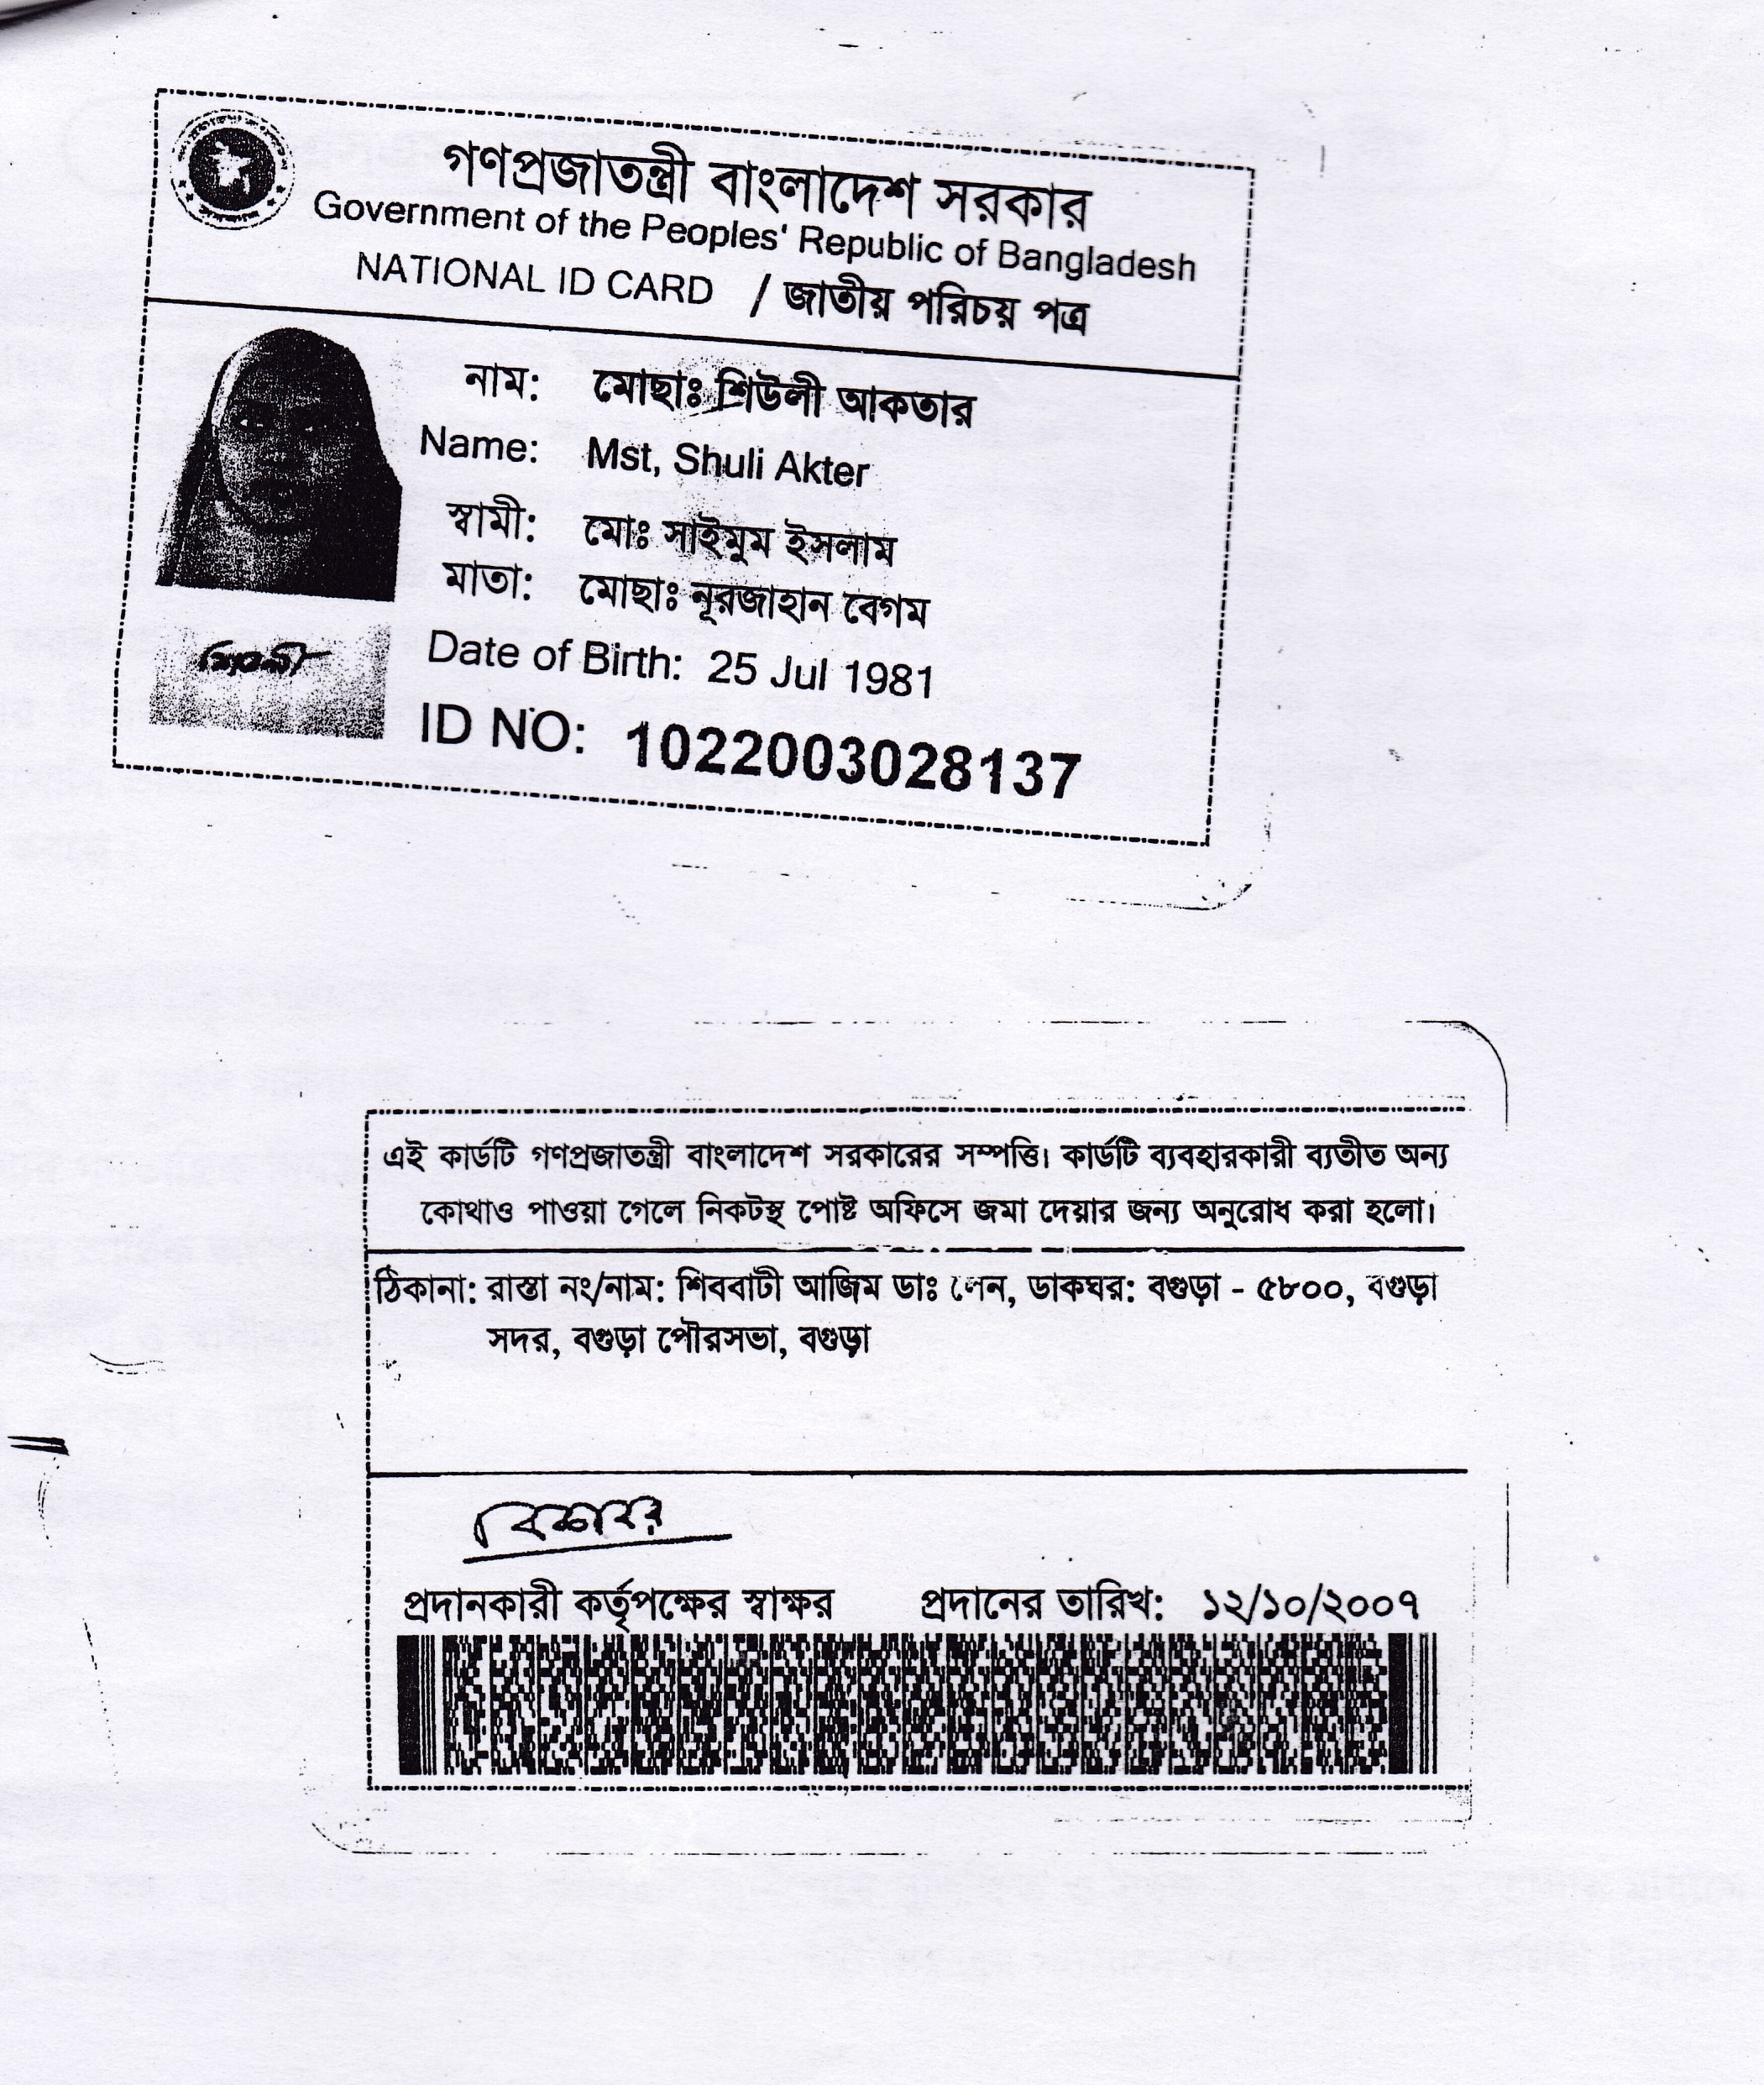 গণপ্রজাতন্ত্রী বাংলাদেশ সরকার
Government of the Peoples' Republic of Bangladesh
NATIONAL ID CARD / জাতীয় পরিচয় পত্র
নাম: মোছাঃ শিউলী আকতার
Name: Mst, Shuli Akter
স্বামী: মোঃ সাইমুম ইসলাম
মাতা: মোছাঃ নূরজাহান বেগম
Date of Birth: 25 Jul 1981
ID NO: 1022003028137
এই কার্ডটি গণপ্রজাতন্ত্রী বাংলাদেশ সরকারের সম্পত্তি। কার্ডটি ব্যবহারকারী ব্যতীত অন্য
কোথাও পাওয়া গেলে নিকটস্থ পোষ্ট অফিসে জমা দেয়ার জন্য অনুরোধ করা হলো।
ঠিকানা: রাস্তা নং/নাম: শিববাটী আজিম ডাঃ লেন, ডাকঘর: বগুড়া - ৫৮০০, বগুড়া
সদর, বগুড়া পৌরসভা, বগুড়া
প্রদানকারী কর্তৃপক্ষের স্বাক্ষর প্রদানের তারিখ: ১২/১০/২০০৭